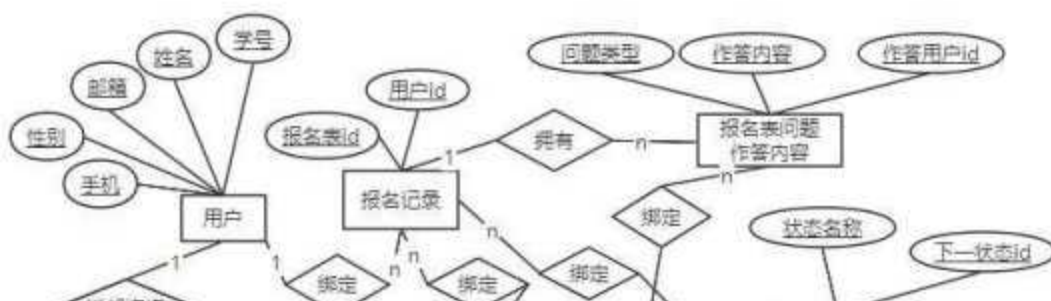 学号
姓名
邮箱
性别
手机
用户
用户id
报名表id
报名记录
问题类型
作答内容
作答用户id
报名表问题
作答内容
1
拥有
n
n
绑定
状态名称
下一状态id
1
1
绑定
n
n
绑定
n
绑定